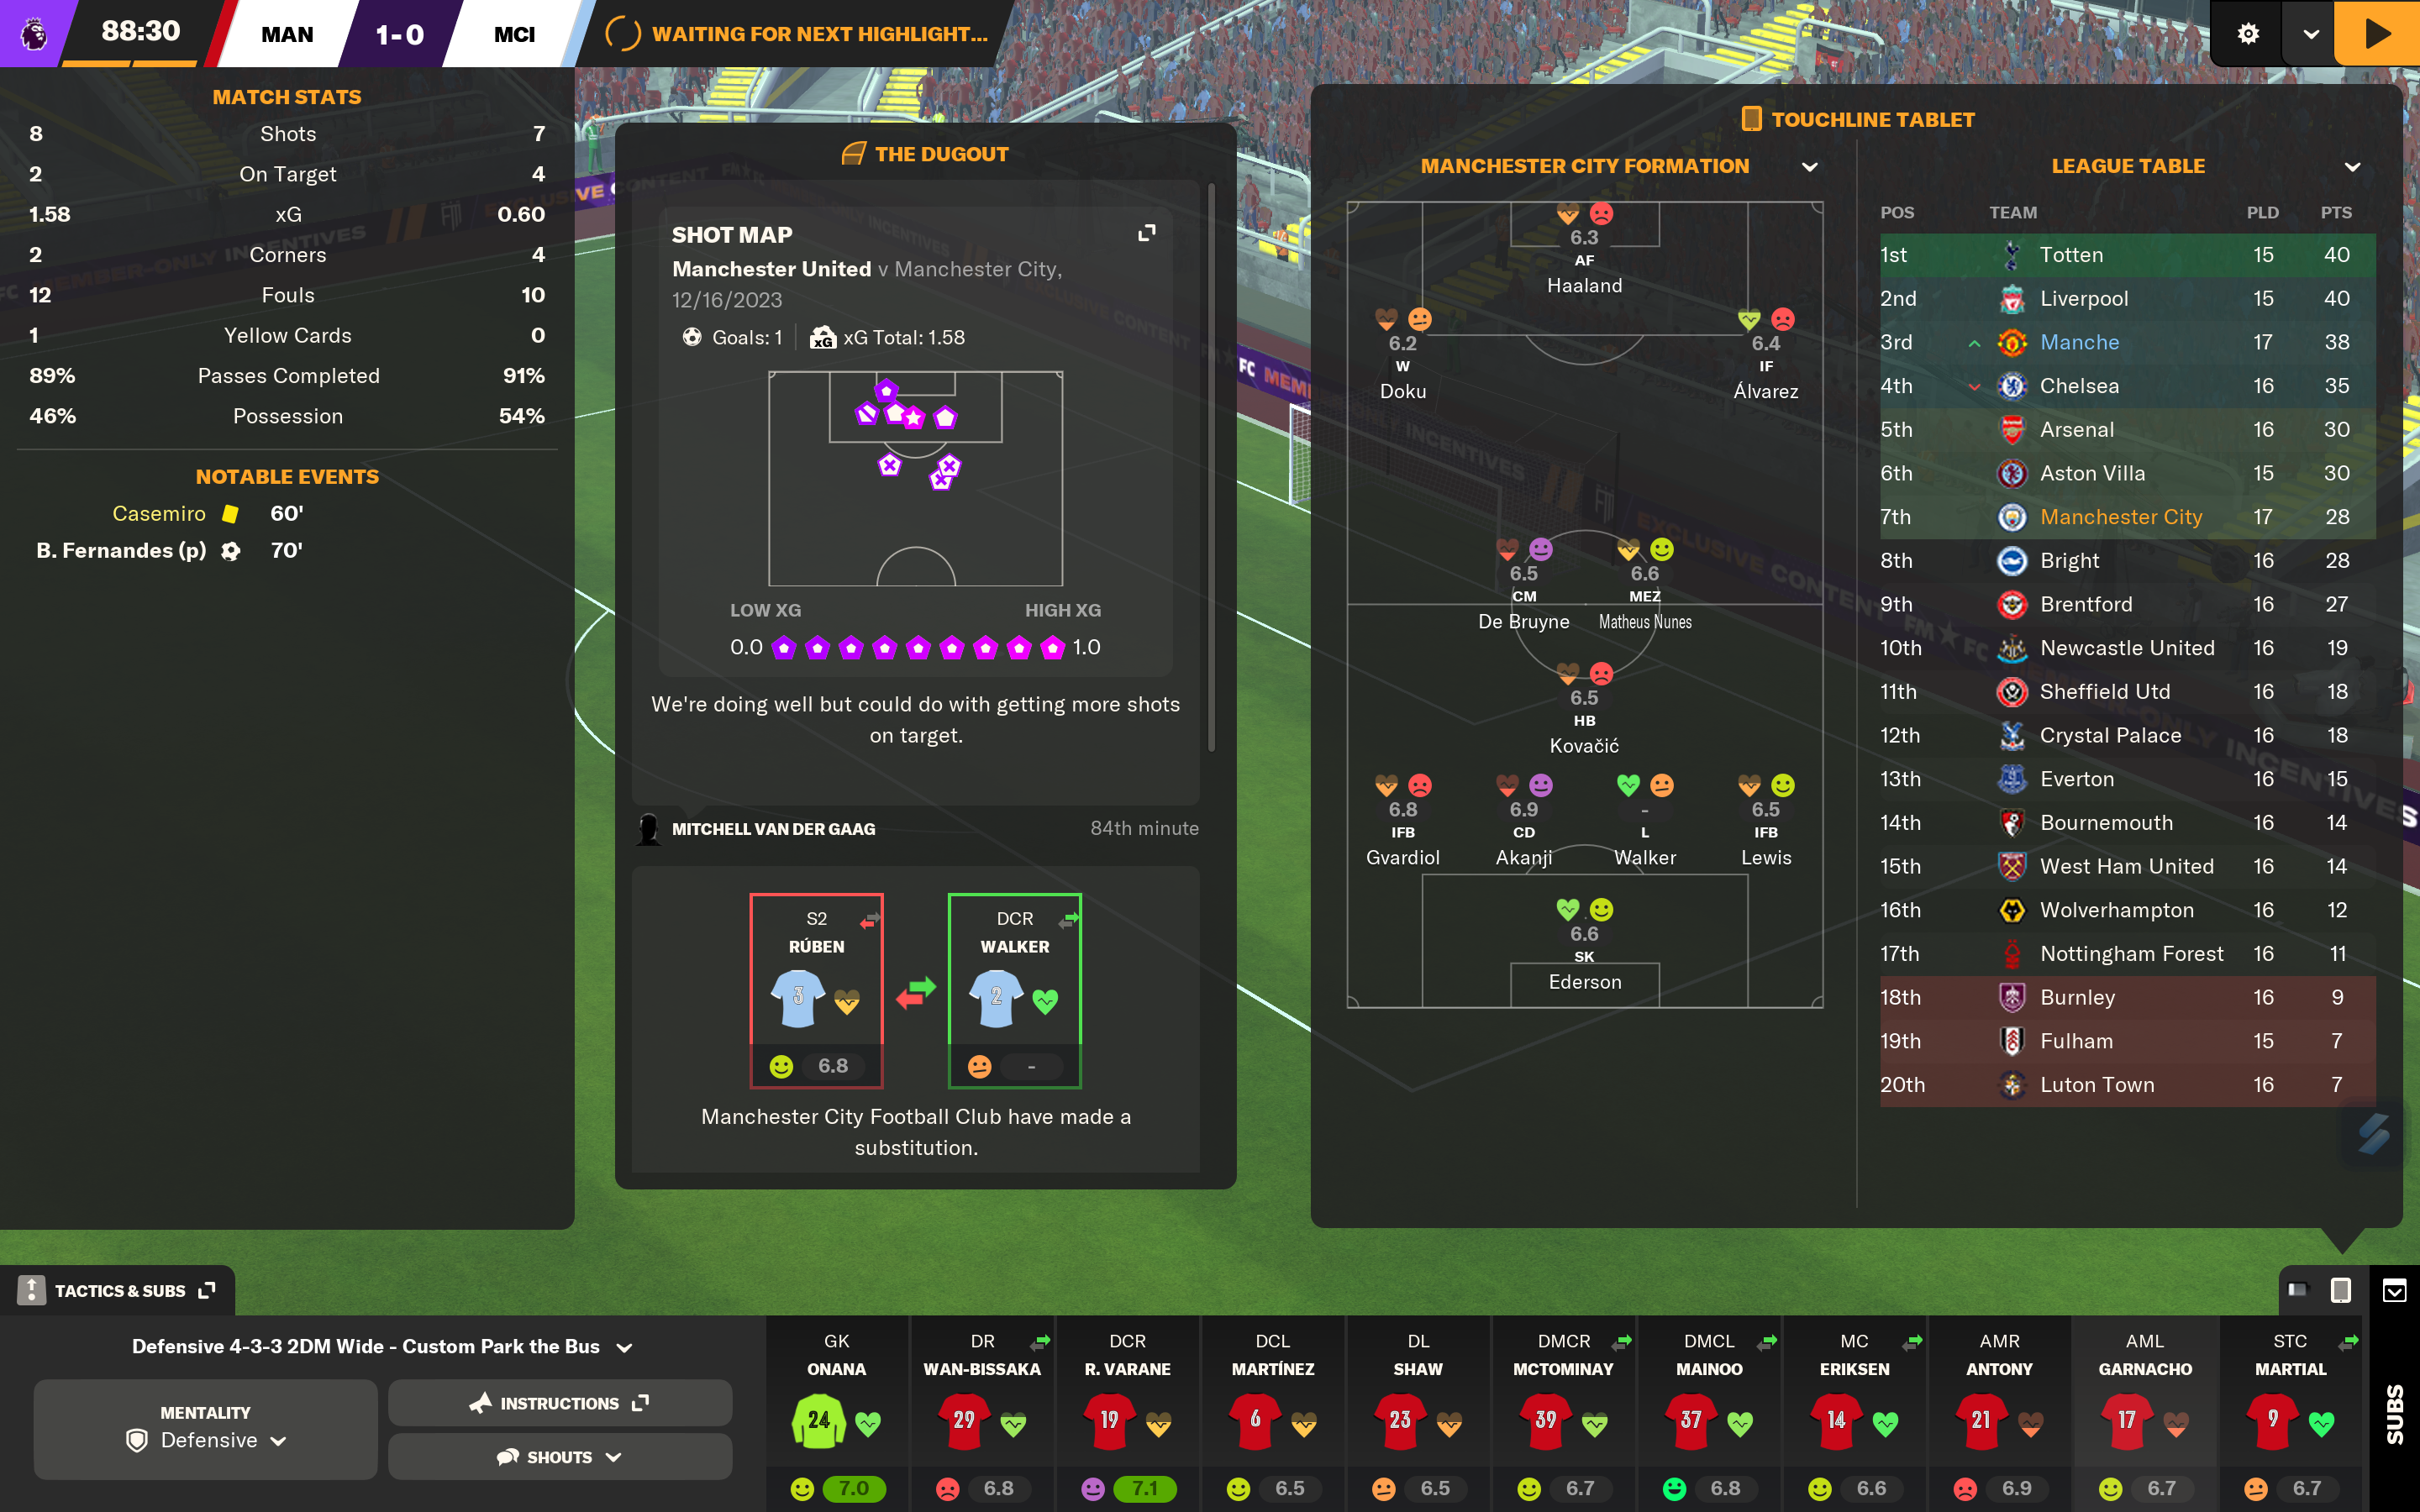 88:30
MAN
1-0
MCI
WAITING FOR NEXT HIGHLIGHT...
MATCH STATS
8 Shots 7
2 On Target 4
1.58 xG 0.60
2 Corners 4
12 Fouls 10
1 Yellow Cards 0
89% Passes Completed 91%
46% Possession 54%
NOTABLE EVENTS
Casemiro 60'
B. Fernandes (p) 70'
THE DUGOUT
SHOT MAP
Manchester United v Manchester City,
12/16/2023
Goals: 1
xG xG Total: 1.58
LOW XG HIGH XG
0.0 1.0
We're doing well but could do with getting more shots
on target.
MITCHELL VAN DER GAAG 84th minute
S2
RÚBEN
3
6.8
DCR
WALKER
2
-
Manchester City Football Club have made a
substitution.
TOUCHLINE TABLET
MANCHESTER CITY FORMATION
6.3
AF
Haaland
6.2
W
Doku
6.4
IF
Álvarez
6.5
CM
De Bruyne
6.6
MEZ
Matheus Nunes
6.5
HB
Kovačić
6.8
IFB
Gvardiol
6.9
CD
Akanji
-
L
Walker
6.5
IFB
Lewis
6.6
SK
Ederson
LEAGUE TABLE
POS TEAM PLD PTS
1st Totten 15 40
2nd Liverpool 15 40
3rd Manche 17 38
4th Chelsea 16 35
5th Arsenal 16 30
6th Aston Villa 15 30
7th Manchester City 17 28
8th Bright 16 28
9th Brentford 16 27
10th Newcastle United 16 19
11th Sheffield Utd 16 18
12th Crystal Palace 16 18
13th Everton 16 15
14th Bournemouth 16 14
15th West Ham United 16 14
16th Wolverhampton 16 12
17th Nottingham Forest 16 11
18th Burnley 16 9
19th Fulham 15 7
20th Luton Town 16 7
TACTICS & SUBS
Defensive 4-3-3 2DM Wide - Custom Park the Bus
MENTALITY
Defensive
INSTRUCTIONS
SHOUTS
GK
ONANA
24
7.0
DR
WAN-BISSAKA
29
6.8
DCR
R. VARANE
19
7.1
DCL
MARTÍNEZ
6
6.5
DL
SHAW
23
6.5
DMCR
MCTOMINAY
39
6.7
DMCL
MAINOO
37
6.8
MC
ERIKSEN
14
6.6
AMR
ANTONY
21
6.9
AML
GARNACHO
17
6.7
STC
MARTIAL
9
6.7
SUBS